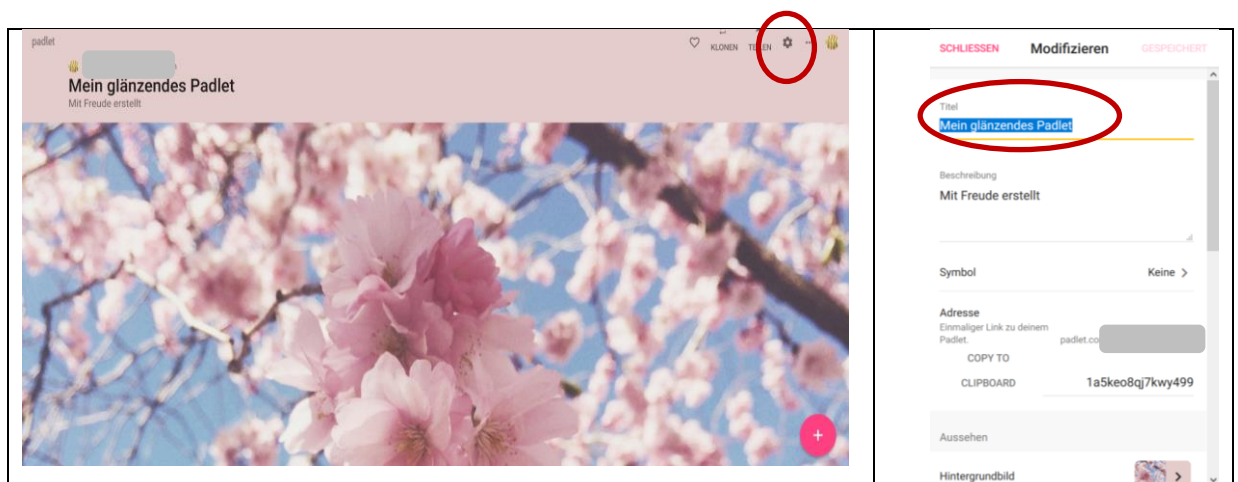 padlet
KLONEN TEILEN
Mein glänzendes Padlet
Mit Freude erstellt
+
SCHLIESSEN Modifizieren GESPEICHERT
Titel
Mein glänzendes Padlet
Beschreibung
Mit Freude erstellt
Symbol Keine >
Adresse
Einmaliger Link zu deinem
Padlet. padlet.co
COPY TO
CLIPBOARD 1a5keo8qj7kwy499
Aussehen
Hintergrundbild >